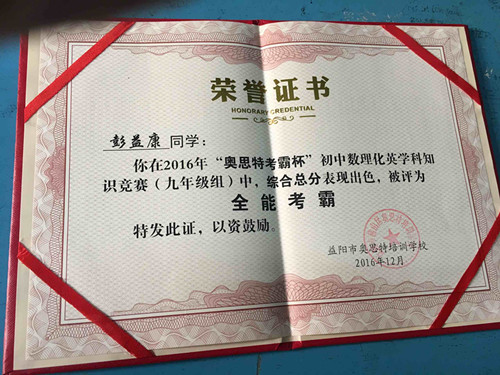 荣誉证书
HONORARY CREDENTIAL
彭益康 同学：
你在2016年“奥思特考霸杯”初中数理化英学科知
识竞赛（九年级组）中，综合总分表现出色，被评为
全能考霸
特发此证，以资鼓励。
益阳市奥思特培训学校
2016年12月